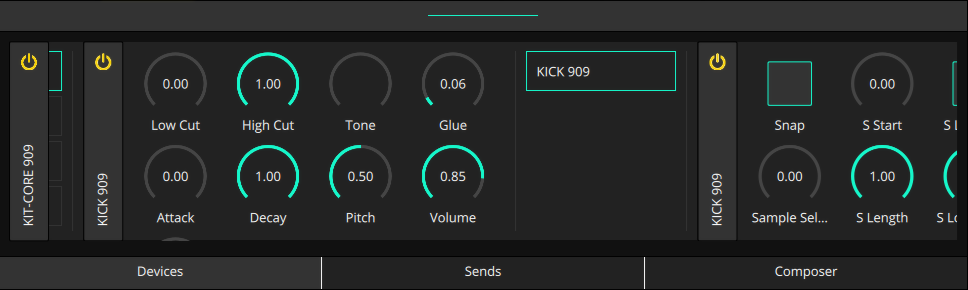 KIT-CORE 909
KICK 909
0.00
1.00
0.06
Low Cut
High Cut
Tone
Glue
0.00
1.00
0.50
0.85
Attack
Decay
Pitch
Volume
KICK 909
KICK 909
0.00
Snap
S Start
S L
0.00
1.00
Sample Sel...
S Length
S Lo
Devices
Sends
Composer